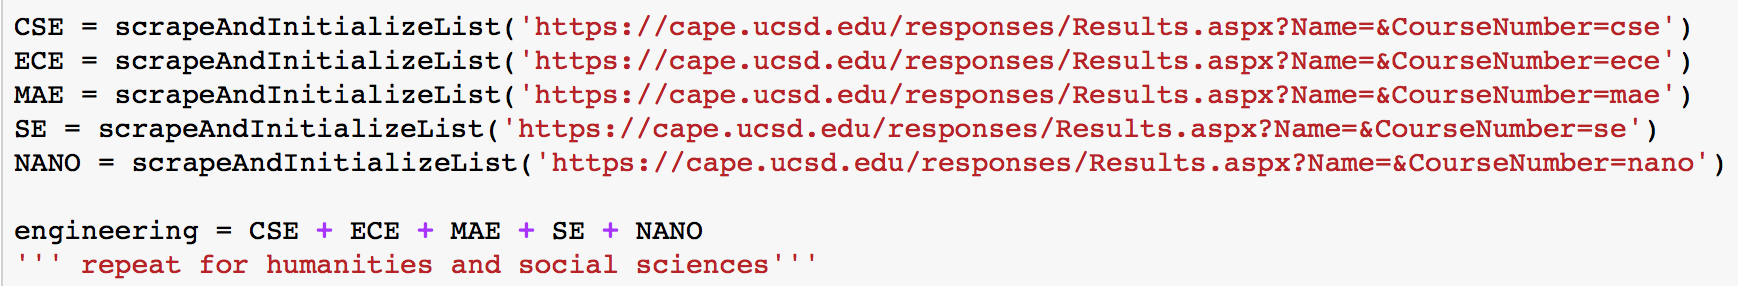 CSE = scrapeAndInitializeList('https://cape.ucsd.edu/responses/Results.aspx?Name=&CourseNumber=cse')
ECE = scrapeAndInitializeList('https://cape.ucsd.edu/responses/Results.aspx?Name=&CourseNumber=ece')
MAE = scrapeAndInitializeList('https://cape.ucsd.edu/responses/Results.aspx?Name=&CourseNumber=mae')
SE = scrapeAndInitializeList('https://cape.ucsd.edu/responses/Results.aspx?Name=&CourseNumber=se')
NANO = scrapeAndInitializeList('https://cape.ucsd.edu/responses/Results.aspx?Name=&CourseNumber=nano')
engineering = CSE + ECE + MAE + SE + NANO
''' repeat for humanities and social sciences'''